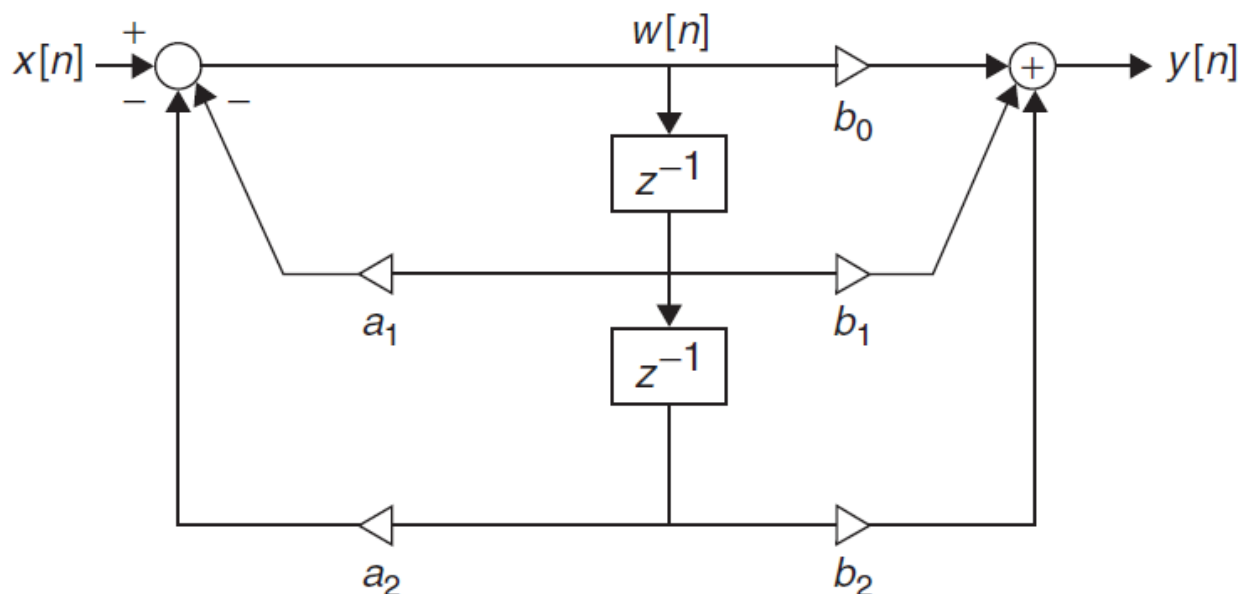 +
x[n] w[n] y[n]
− − +
b₀
z⁻¹
a₁ b₁
z⁻¹
a₂ b₂